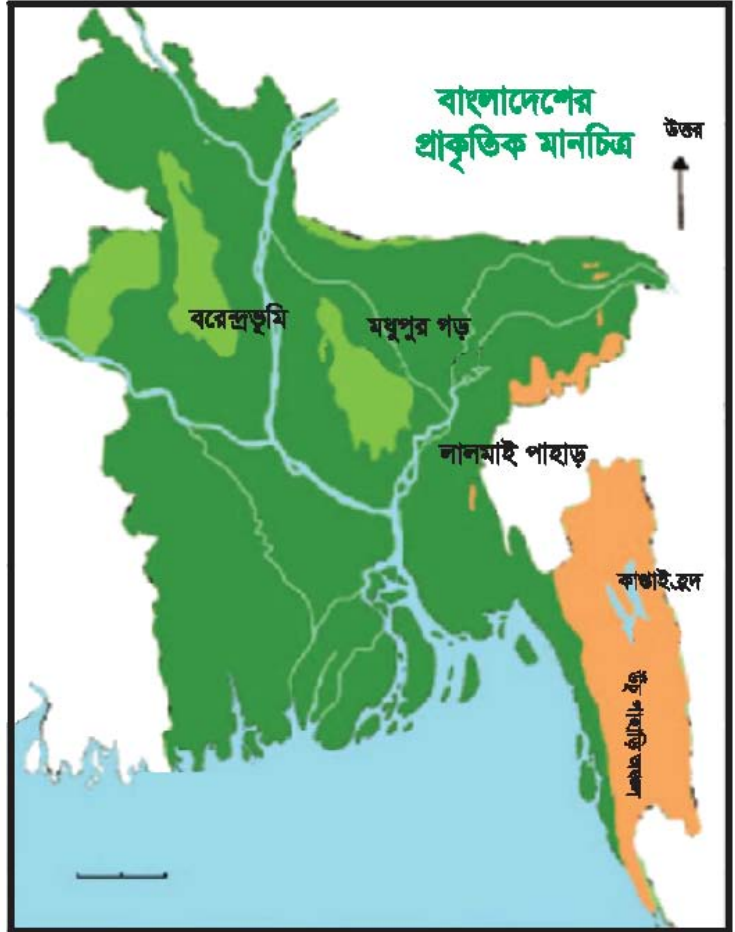 বাংলাদেশের
প্রাকৃতিক মানচিত্র
উত্তর
বরেন্দ্রভূমি
মধুপুর গড়
লালমাই পাহাড়
কাপ্তাই হ্রদ
উঁচু পাহাড়ি অঞ্চল